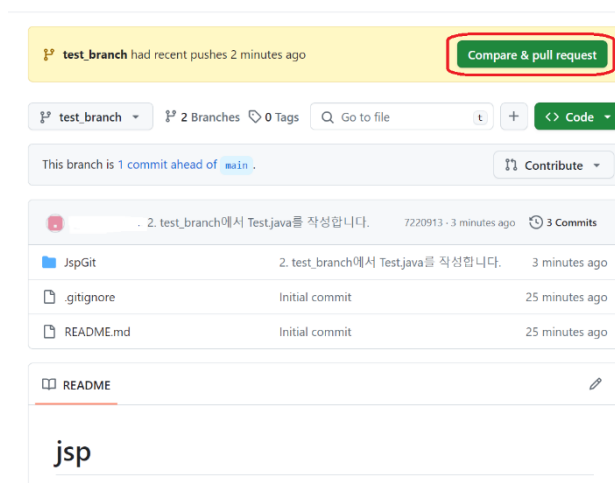 test_branch had recent pushes 2 minutes ago Compare & pull request
test_branch 2 Branches 0 Tags Go to file t + <> Code
This branch is 1 commit ahead of main . Contribute
. 2. test_branch에서 Test.java를 작성합니다. 7220913 · 3 minutes ago 3 Commits
JspGit 2. test_branch에서 Test.java를 작성합니다. 3 minutes ago
.gitignore Initial commit 25 minutes ago
README.md Initial commit 25 minutes ago
README
jsp